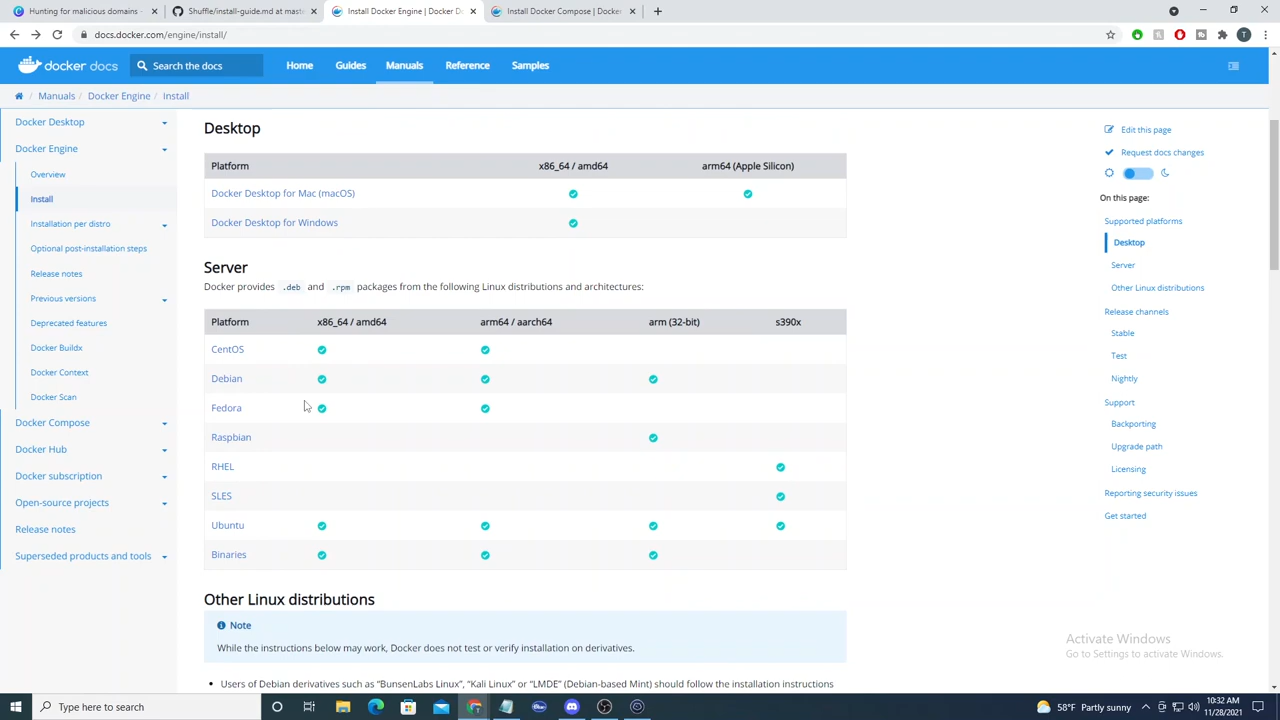 Hunting for malicious domains -
Shuffle/install-guide.md at mast
Install Docker Engine | Docker D
Install Docker Compose | Docker
docs.docker.com/engine/install/
T
docker docs
Search the docs
Home
Guides
Manuals
Reference
Samples
/ Manuals / Docker Engine / Install
Docker Desktop
Docker Engine
Overview
Install
Installation per distro
Optional post-installation steps
Release notes
Previous versions
Deprecated features
Docker Buildx
Docker Context
Docker Scan
Docker Compose
Docker Hub
Docker subscription
Open-source projects
Release notes
Superseded products and tools
Desktop
Platform x86_64 / amd64 arm64 (Apple Silicon)
Docker Desktop for Mac (macOS)
Docker Desktop for Windows
Server
Docker provides .deb and .rpm packages from the following Linux distributions and architectures:
Platform x86_64 / amd64 arm64 / aarch64 arm (32-bit) s390x
CentOS
Debian
Fedora
Raspbian
RHEL
SLES
Ubuntu
Binaries
Other Linux distributions
Note
While the instructions below may work, Docker does not test or verify installation on derivatives.
• Users of Debian derivatives such as “BunsenLabs Linux”, “Kali Linux” or “LMDE” (Debian-based Mint) should follow the installation instructions
Edit this page
Request docs changes
On this page:
Supported platforms
Desktop
Server
Other Linux distributions
Release channels
Stable
Test
Nightly
Support
Backporting
Upgrade path
Licensing
Reporting security issues
Get started
Activate Windows
Go to Settings to activate Windows.
Type here to search
58°F Partly sunny
10:32 AM
11/28/2021